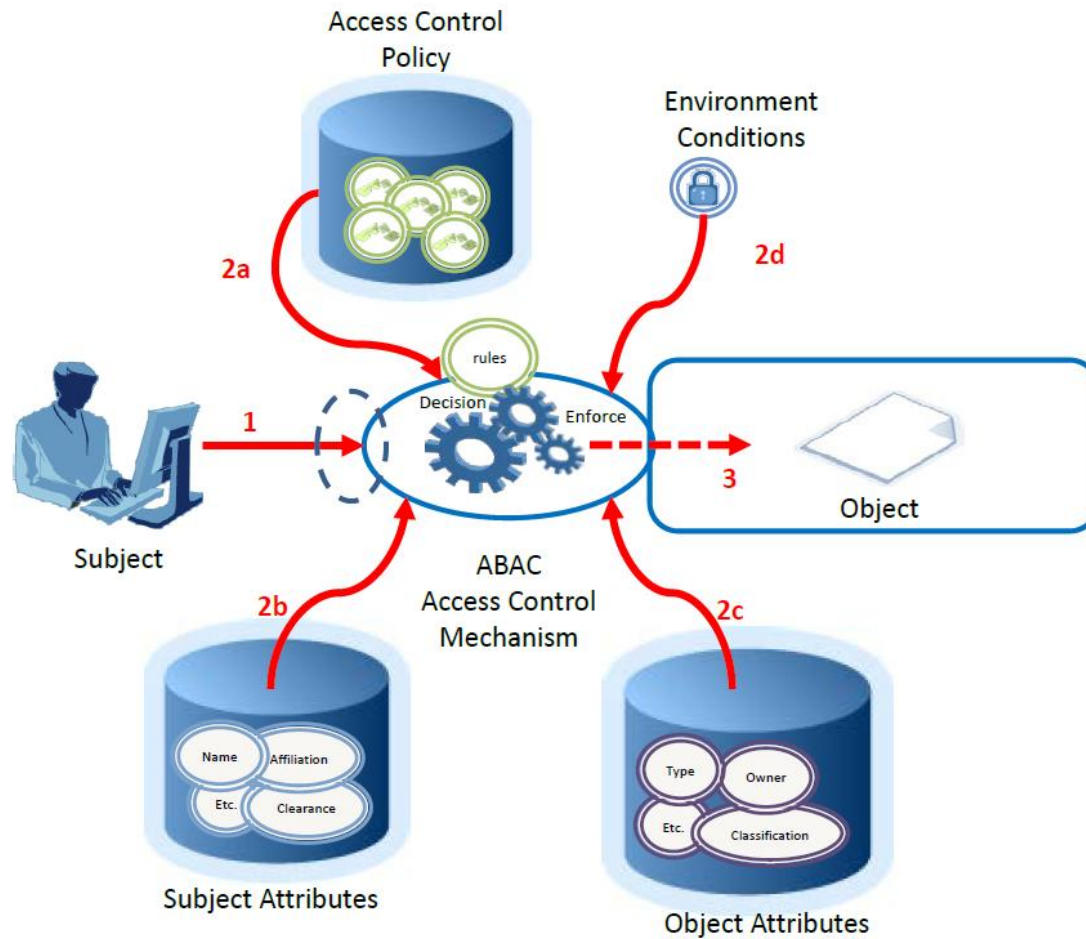 Access Control
Policy
Environment
Conditions
2a
2d
rules
Decision
Enforce
1
3
Subject
Object
ABAC
Access Control
Mechanism
2b
2c
Name
Affiliation
Etc.
Clearance
Type
Owner
Etc.
Classification
Subject Attributes
Object Attributes